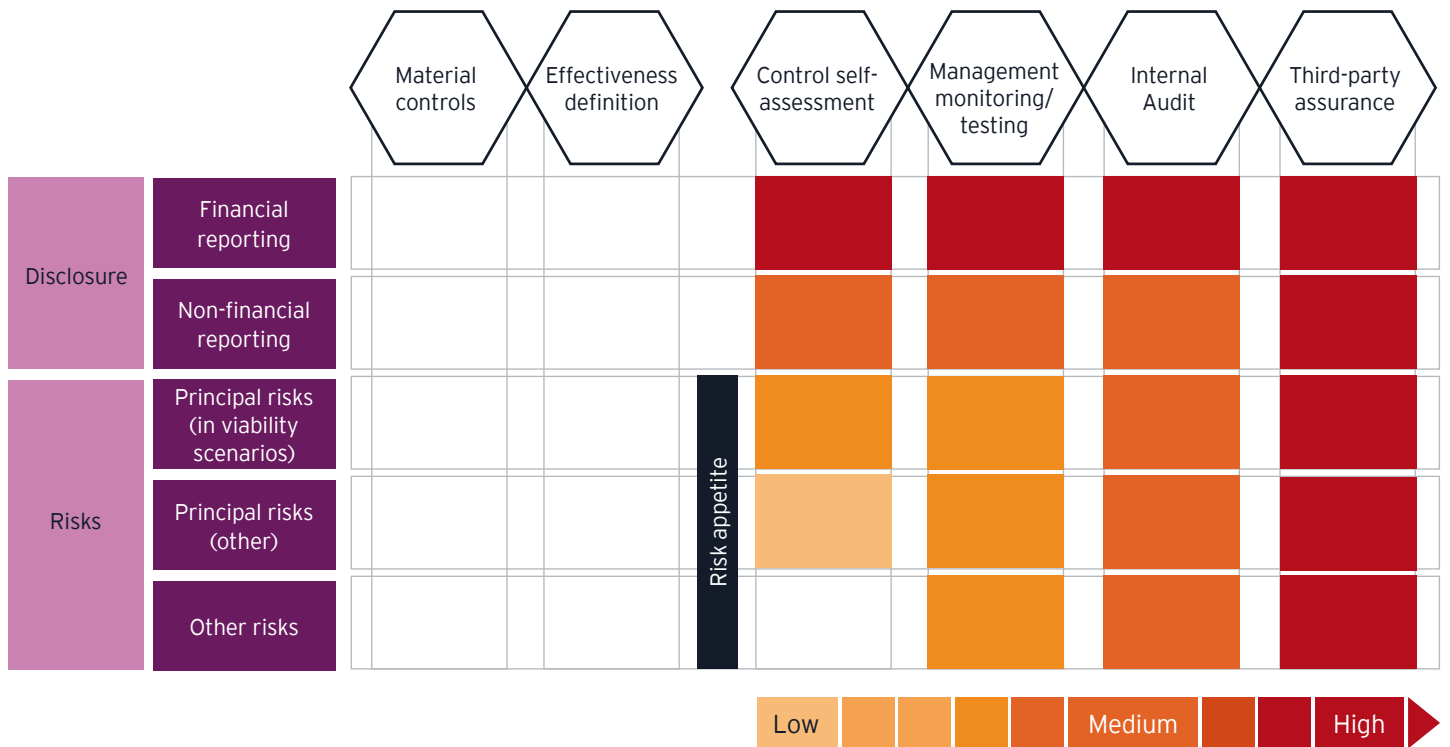 Material
controls
Effectiveness
definition
Control self-
assessment
Management
monitoring/
testing
Internal
Audit
Third-party
assurance
Disclosure
Financial
reporting
Non-financial
reporting
Risks
Principal risks
(in viability
scenarios)
Principal risks
(other)
Other risks
Risk appetite
Low
Medium
High